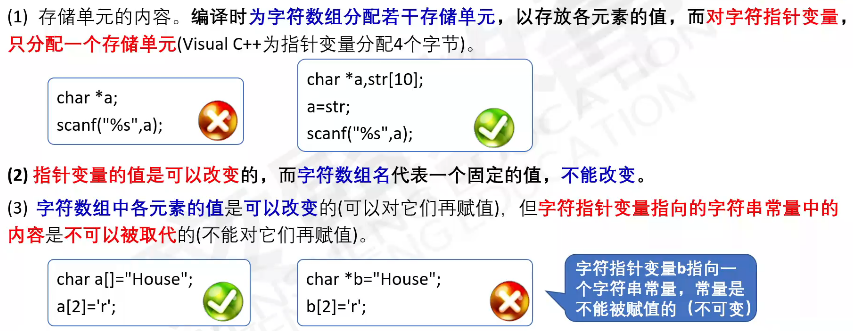 (1) 存储单元的内容。编译时为字符数组分配若干存储单元，以存放各元素的值，而对字符指针变量，
只分配一个存储单元(Visual C++为指针变量分配4个字节)。
char *a;
scanf("%s",a);
char *a,str[10];
a=str;
scanf("%s",a);
(2) 指针变量的值是可以改变的，而字符数组名代表一个固定的值，不能改变。
(3) 字符数组中各元素的值是可以改变的(可以对它们再赋值)，但字符指针变量指向的字符串常量中的
内容是不可以被取代的(不能对它们再赋值)。
char a[]="House";
a[2]='r';
char *b="House";
b[2]='r';
字符指针变量b指向一
个字符串常量，常量是
不能被赋值的（不可变）